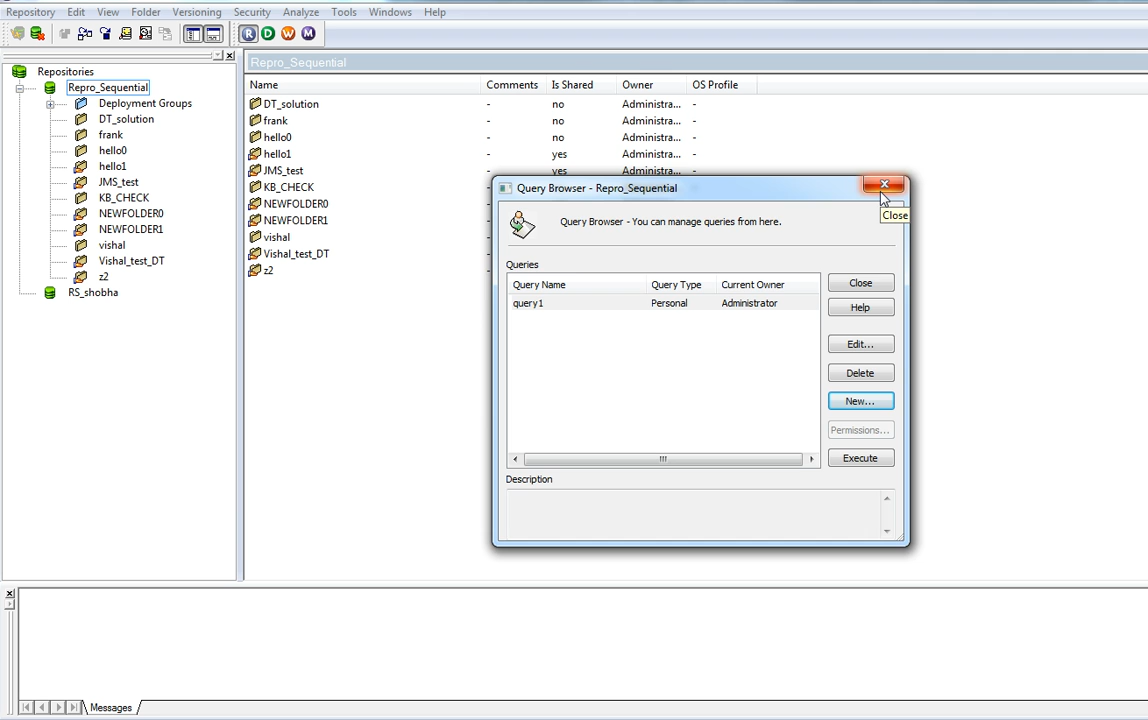 Repository Edit View Folder Versioning Security Analyze Tools Windows Help
R D W M
Repositories
Repro_Sequential
Deployment Groups
DT_solution
frank
hello0
hello1
JMS_test
KB_CHECK
NEWFOLDER0
NEWFOLDER1
vishal
Vishal_test_DT
z2
RS_shobha
Repro_Sequential
Name Comments Is Shared Owner OS Profile
DT_solution - no Administra... -
frank - no Administra... -
hello0 - no Administra... -
hello1 - yes Administra... -
JMS_test - yes Administra... -
KB_CHECK
NEWFOLDER0
NEWFOLDER1
vishal
Vishal_test_DT
z2
Query Browser - Repro_Sequential
Close
Query Browser - You can manage queries from here.
Queries
Query Name Query Type Current Owner
query1 Personal Administrator
Close
Help
Edit...
Delete
New...
Permissions...
Execute
Description
Messages